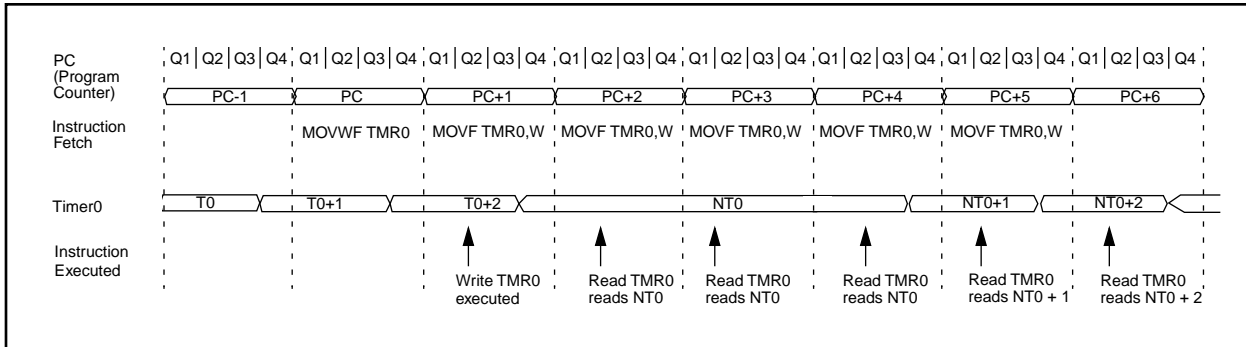 PC
(Program
Counter)
Q1 Q2 Q3 Q4 Q1 Q2 Q3 Q4 Q1 Q2 Q3 Q4 Q1 Q2 Q3 Q4 Q1 Q2 Q3 Q4 Q1 Q2 Q3 Q4 Q1 Q2 Q3 Q4 Q1 Q2 Q3 Q4
PC-1 PC PC+1 PC+2 PC+3 PC+4 PC+5 PC+6
Instruction
Fetch
MOVWF TMR0 MOVF TMR0,W MOVF TMR0,W MOVF TMR0,W MOVF TMR0,W MOVF TMR0,W
Timer0
T0 T0+1 T0+2 NT0 NT0+1 NT0+2
Instruction
Executed
Write TMR0
executed
Read TMR0
reads NT0
Read TMR0
reads NT0
Read TMR0
reads NT0
Read TMR0
reads NT0 + 1
Read TMR0
reads NT0 + 2